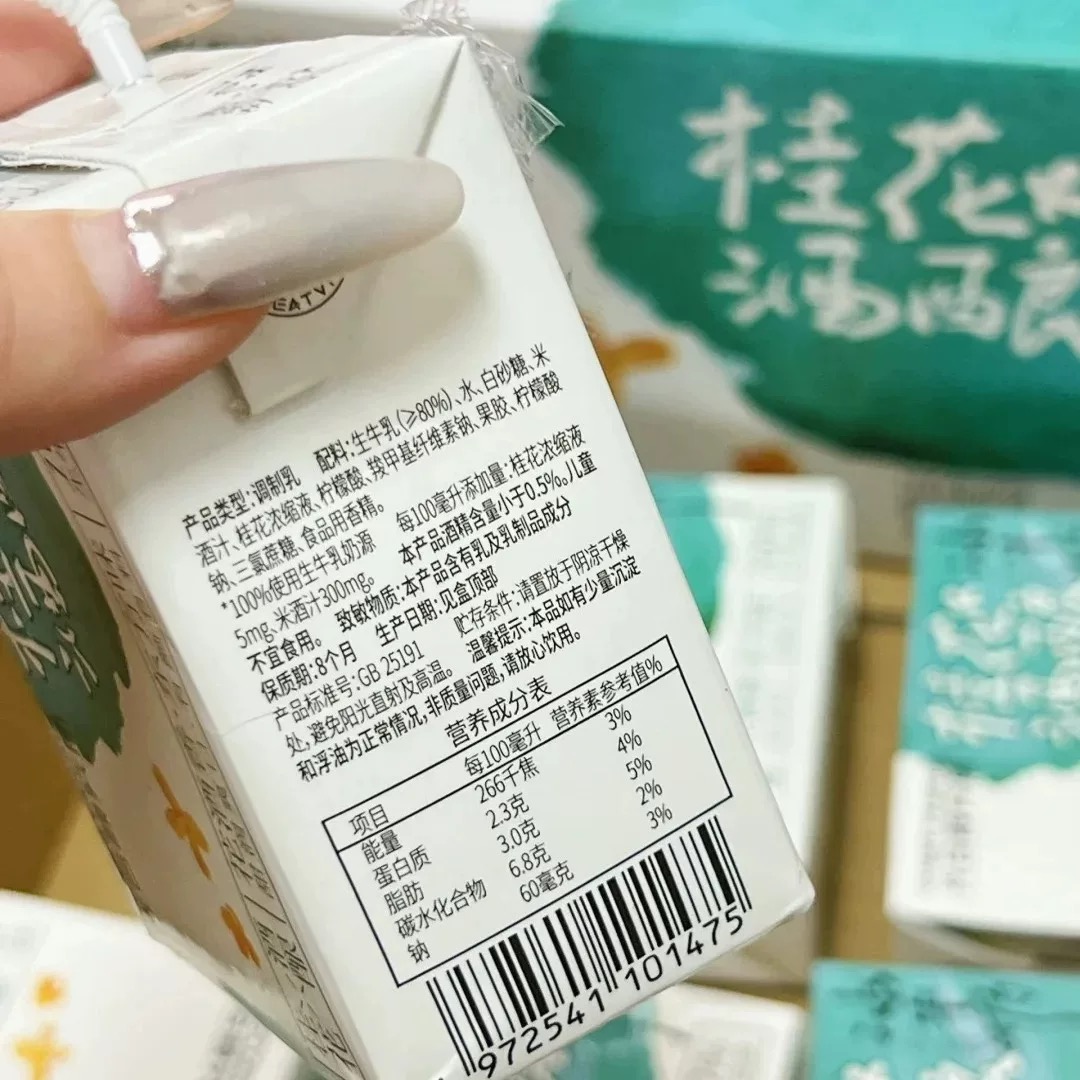 桂花
酒酉
EATV
产品类型:调制乳 配料:生牛乳(≥80%)、水、白砂糖、米
酒汁、桂花浓缩液、柠檬酸、羧甲基纤维素钠、果胶、柠檬酸
钠、三氯蔗糖、食品用香精。
*100%使用生牛乳奶源 每100毫升添加量:桂花浓缩液
5mg、米酒汁300mg。 本产品酒精含量小于0.5%。儿童
不宜食用。 致敏物质:本产品含有乳及乳制品成分
保质期:8个月 生产日期:见盒顶部
产品标准号:GB 25191 贮存条件:请置放于阴凉干燥
处,避免阳光直射及高温。 温馨提示:本品如有少量沉淀
和浮油为正常情况,非质量问题,请放心饮用。
营养成分表
项目 每100毫升 营养素参考值%
能量 266千焦 3%
蛋白质 2.3克 4%
脂肪 3.0克 5%
碳水化合物 6.8克 2%
钠 60毫克 3%
972541 101475